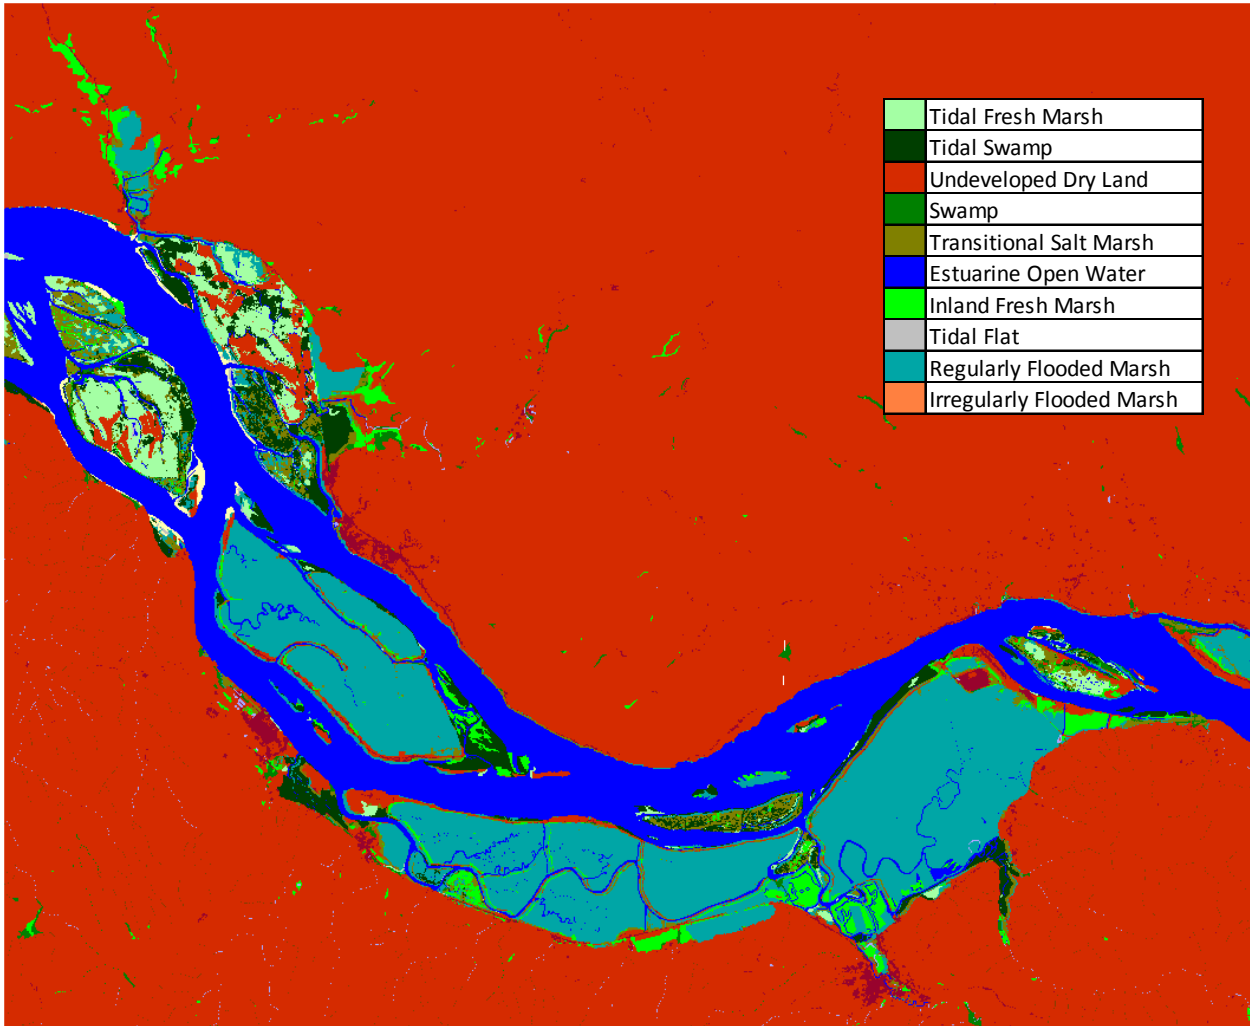 Tidal Fresh Marsh
Tidal Swamp
Undeveloped Dry Land
Swamp
Transitional Salt Marsh
Estuarine Open Water
Inland Fresh Marsh
Tidal Flat
Regularly Flooded Marsh
Irregularly Flooded Marsh